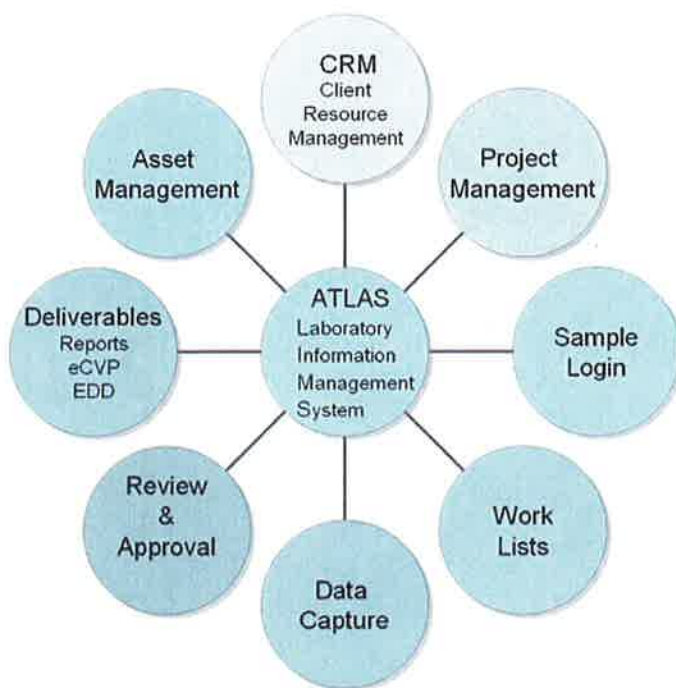 CRM
Client
Resource
Management
Project
Management
Sample
Login
Work
Lists
Data
Capture
Review
&
Approval
Deliverables
Reports
eCVP
EDD
Asset
Management
ATLAS
Laboratory
Information
Management
System